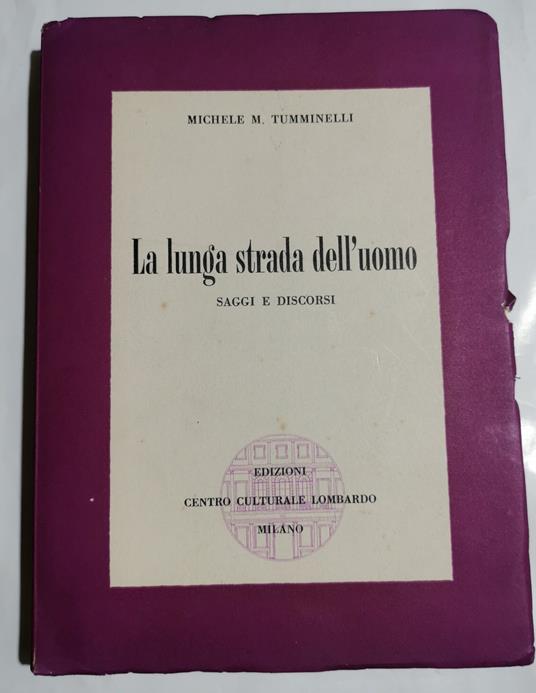 MICHELE M. TUMMINELLI
La lunga strada dell'uomo
SAGGI E DISCORSI
EDIZIONI
CENTRO CULTURALE LOMBARDO
MILANO